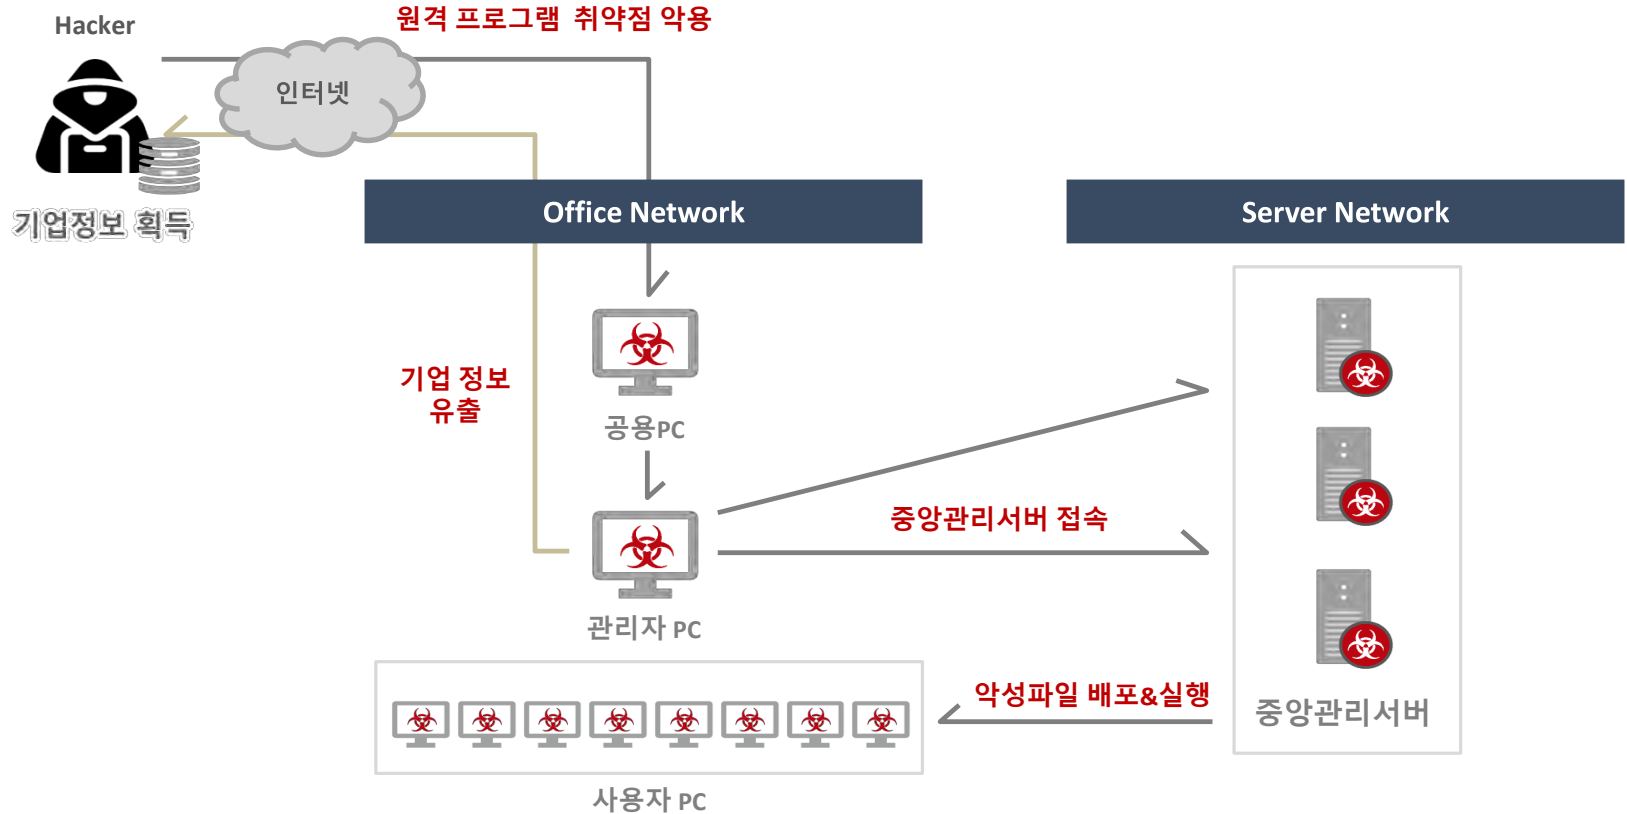 Hacker
원격 프로그램 취약점 악용
인터넷
기업정보 획득
Office Network
Server Network
기업 정보
유출
공용PC
중앙관리서버 접속
관리자 PC
악성파일 배포&실행
중앙관리서버
사용자 PC